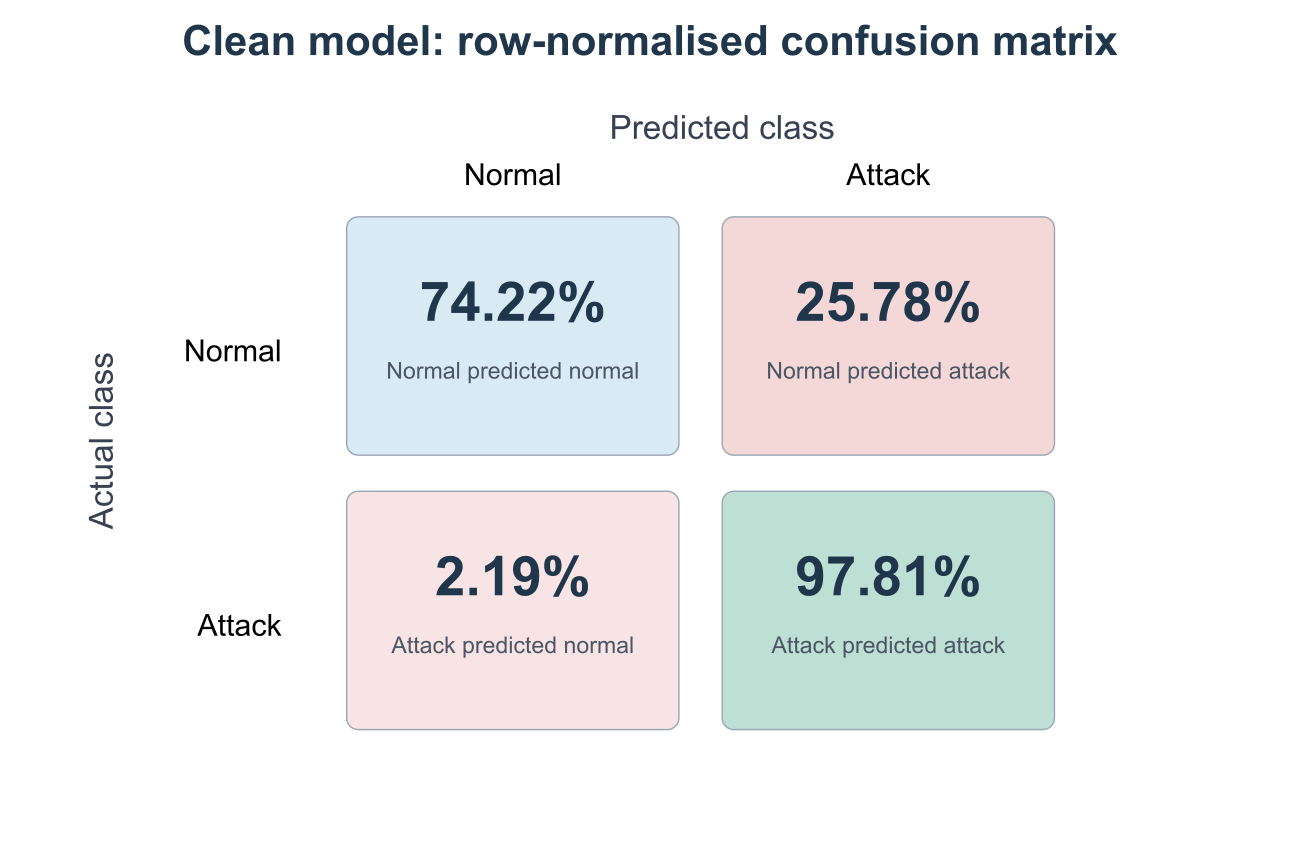 Clean model: row-normalised confusion matrix
Predicted class
Normal
Attack
Actual class
Normal
74.22%
Normal predicted normal
25.78%
Normal predicted attack
Attack
2.19%
Attack predicted normal
97.81%
Attack predicted attack